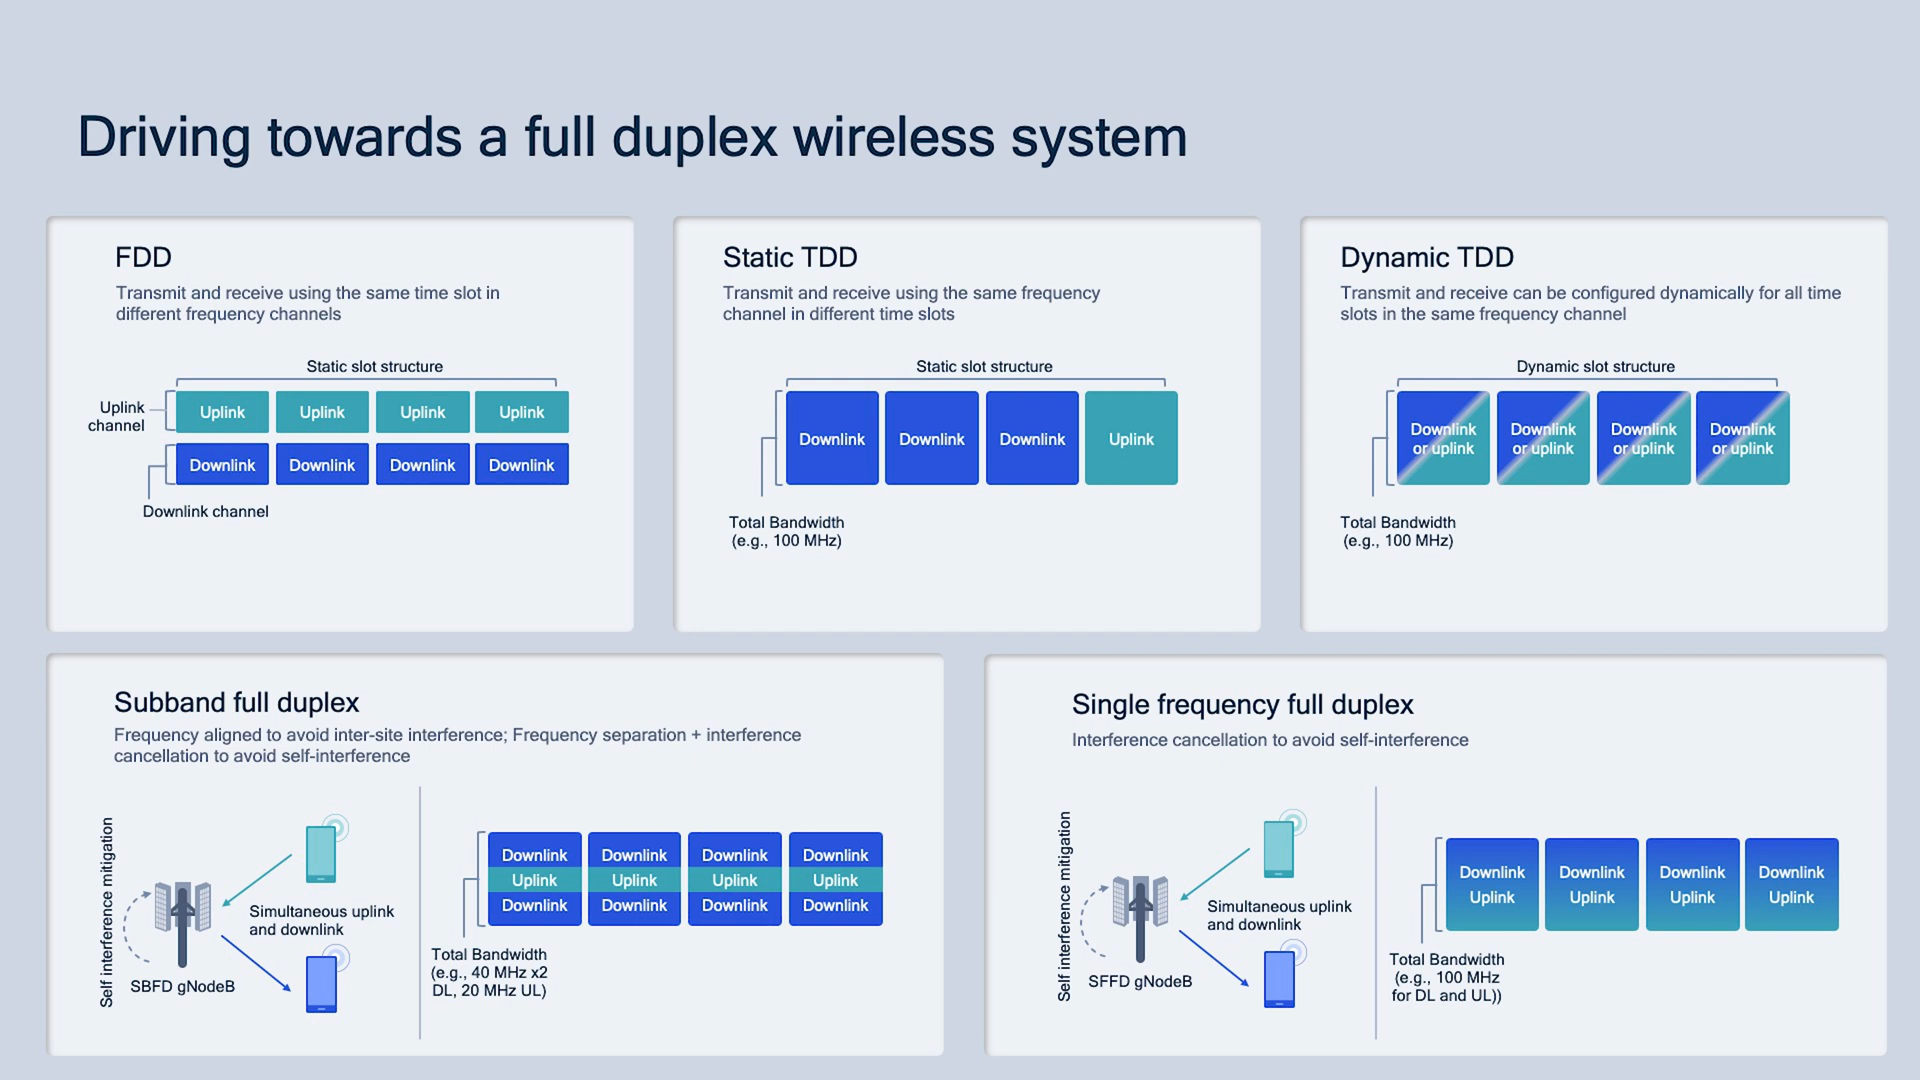 Driving towards a full duplex wireless system
FDD
Transmit and receive using the same time slot in
different frequency channels
Static slot structure
Uplink
channel
Uplink Uplink Uplink Uplink
Downlink Downlink Downlink Downlink
Downlink channel
Static TDD
Transmit and receive using the same frequency
channel in different time slots
Static slot structure
Downlink Downlink Downlink Uplink
Total Bandwidth
(e.g., 100 MHz)
Dynamic TDD
Transmit and receive can be configured dynamically for all time
slots in the same frequency channel
Dynamic slot structure
Downlink Downlink Downlink Downlink
or uplink or uplink or uplink or uplink
Total Bandwidth
(e.g., 100 MHz)
Subband full duplex
Frequency aligned to avoid inter-site interference; Frequency separation + interference
cancellation to avoid self-interference
Self interference mitigation
SBFD gNodeB
Simultaneous uplink
and downlink
Downlink Downlink Downlink Downlink
Uplink Uplink Uplink Uplink
Downlink Downlink Downlink Downlink
Total Bandwidth
(e.g., 40 MHz x2
DL, 20 MHz UL)
Single frequency full duplex
Interference cancellation to avoid self-interference
Self interference mitigation
SFFD gNodeB
Simultaneous uplink
and downlink
Downlink Downlink Downlink Downlink
Uplink Uplink Uplink Uplink
Total Bandwidth
(e.g., 100 MHz
for DL and UL))